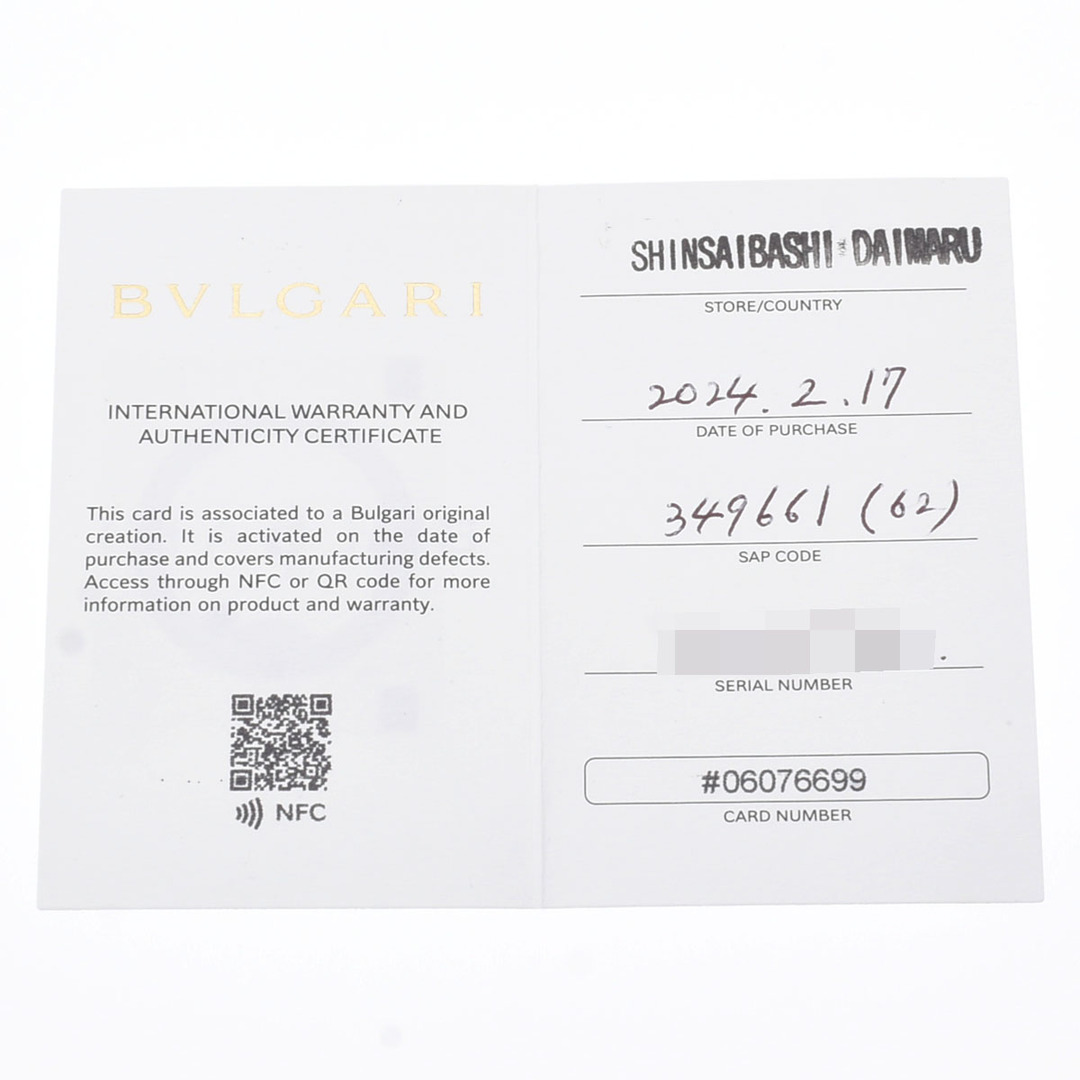 BVLGARI
INTERNATIONAL WARRANTY AND
AUTHENTICITY CERTIFICATE
This card is associated to a Bulgari original
creation. It is activated on the date of
purchase and covers manufacturing defects.
Access through NFC or QR code for more
information on product and warranty.
NFC
SHINSAIBASHI DAIMARU
STORE/COUNTRY
2024. 2. 17
DATE OF PURCHASE
349661 (62)
SAP CODE
SERIAL NUMBER
#06076699
CARD NUMBER